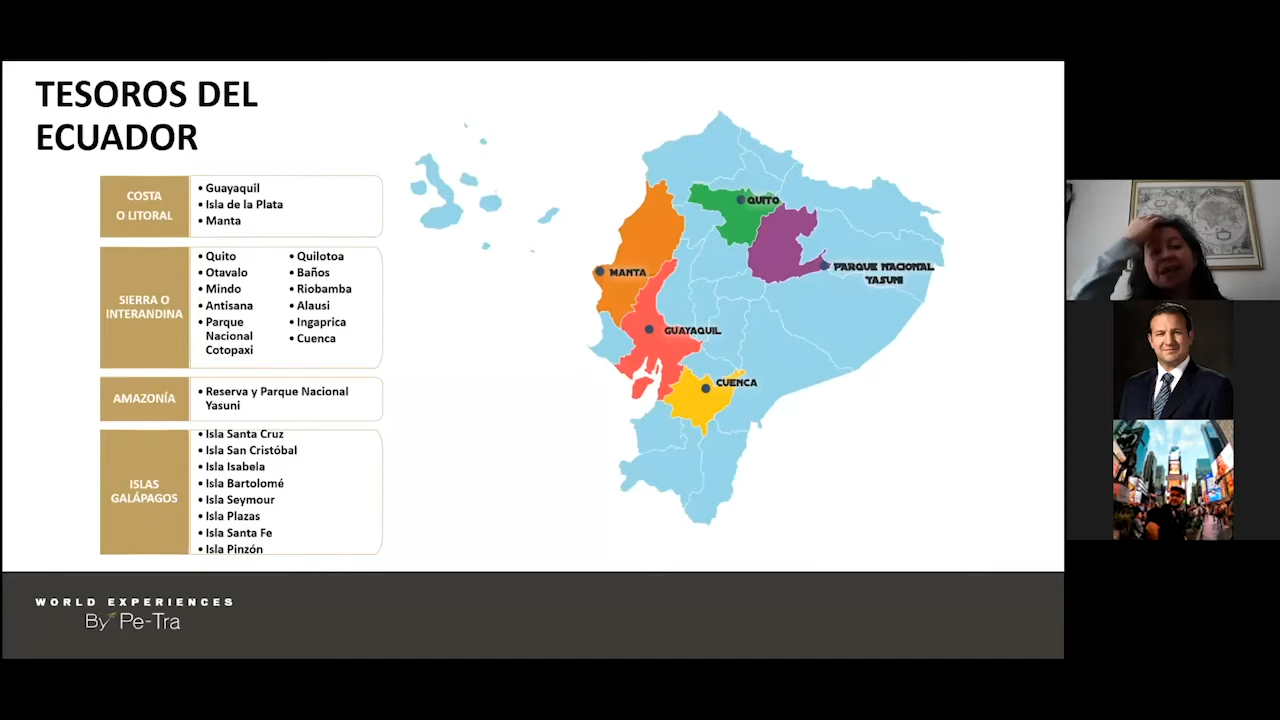 TESOROS DEL
ECUADOR
COSTA
O LITORAL
• Guayaquil
• Isla de la Plata
• Manta
SIERRA O
INTERANDINA
• Quito
• Otavalo
• Mindo
• Antisana
• Parque
Nacional
Cotopaxi
• Quilotoa
• Baños
• Riobamba
• Alausi
• Ingaprica
• Cuenca
AMAZONÍA
• Reserva y Parque Nacional
Yasuni
ISLAS
GALÁPAGOS
• Isla Santa Cruz
• Isla San Cristóbal
• Isla Isabela
• Isla Bartolomé
• Isla Seymour
• Isla Plazas
• Isla Santa Fe
• Isla Pinzón
QUITO
PARQUE NACIONAL
YASUNI
MANTA
GUAYAQUIL
CUENCA
WORLD EXPERIENCES
By Pe-Tra